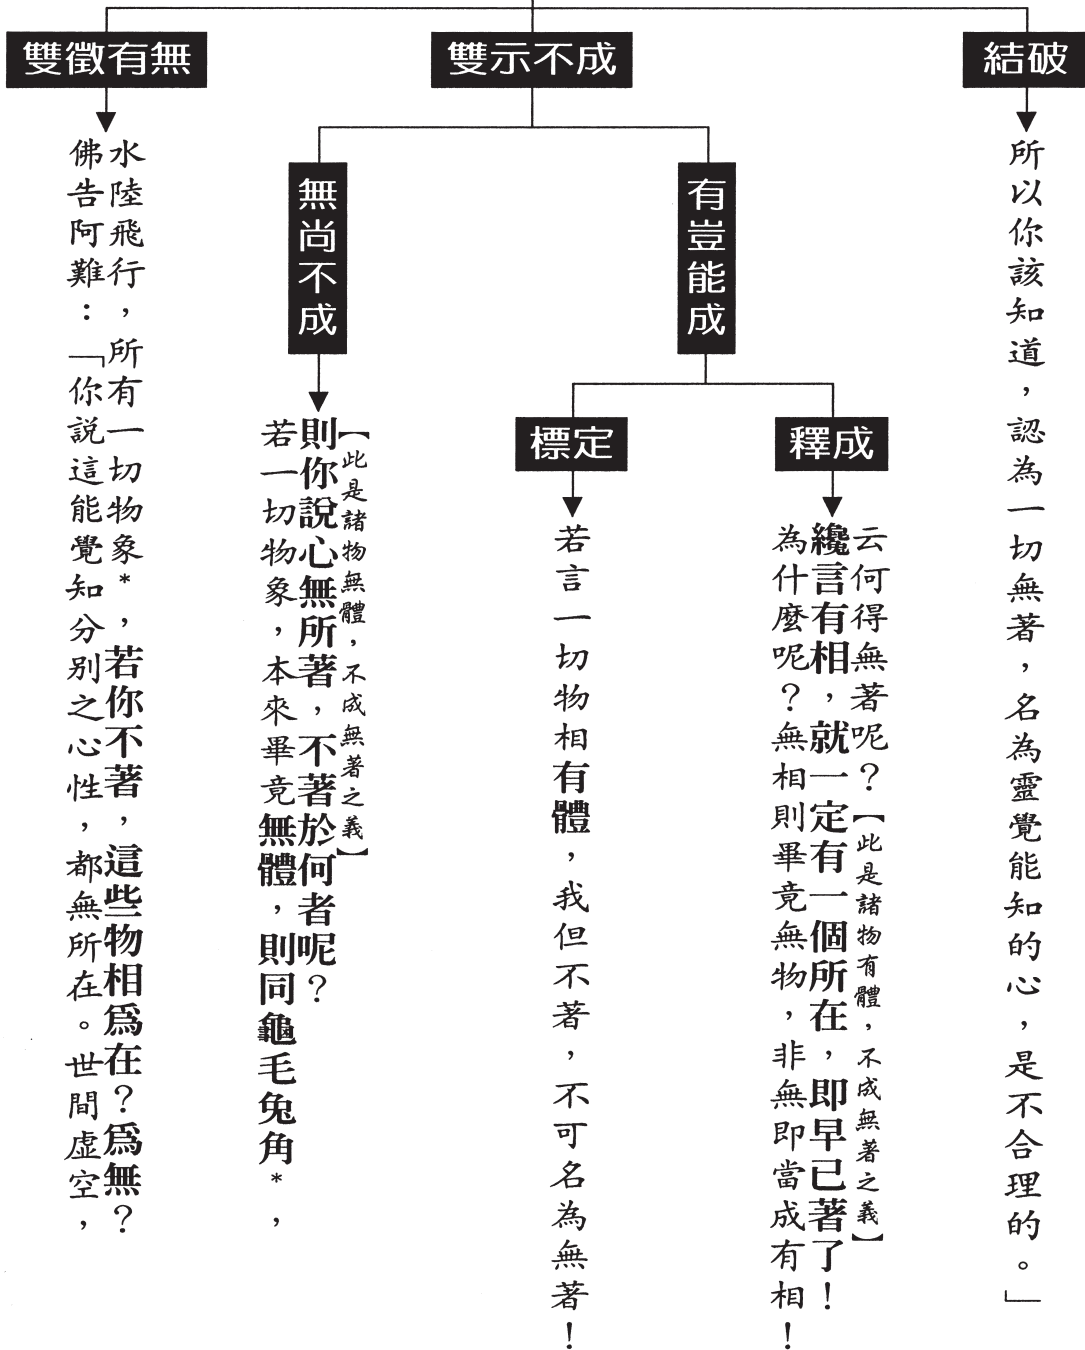 雙徵有無
佛告阿難：「你說這能覺知分別之心性，都無所在。世間虛空，
水陸飛行，所有一切物象*，若你不著，這些物相為在？為無？
雙示不成
無尚不成
若一切物象，本來畢竟無體，則同龜毛兔角*，
則你說心無所著，不著於何者呢？
【此是諸物無體，不成無著之義】
有豈能成
標定
若言一切物相有體，我但不著，不可名為無著！
釋成
為什麼呢？無相則畢竟無物，非無即當成有相！
纔言有相，就一定有一個所在，即早已著了！
云何得無著呢？【此是諸物有體，不成無著之義】
結破
所以你該知道，認為一切無著，名為靈覺能知的心，是不合理的。」